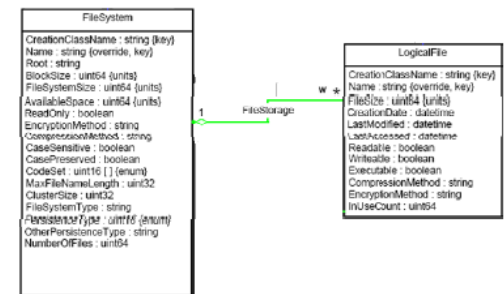 FileSystem
CreationClassName : string {key}
Name : string {override, key}
Root : string
BlockSize : uint64 {units}
FileSystemSize : uint64 {units}
AvailableSpace : uint64 {units}
ReadOnly : boolean
EncryptionMethod : string
CompressionMethod : string
CaseSensitive : boolean
CasePreserved : boolean
CodeSet : uint16 [ ] {enum}
MaxFileNameLength : uint32
ClusterSize : uint32
FileSystemType : string
PersistenceType : uint16 {enum}
OtherPersistenceType : string
NumberOfFiles : uint64
1
FileStorage
w *
LogicalFile
CreationClassName : string {key}
Name : string {override, key}
FileSize : uint64 {units}
CreationDate : datetime
LastModified : datetime
LastAccessed : datetime
Readable : boolean
Writeable : boolean
Executable : boolean
CompressionMethod : string
EncryptionMethod : string
InUseCount : uint64